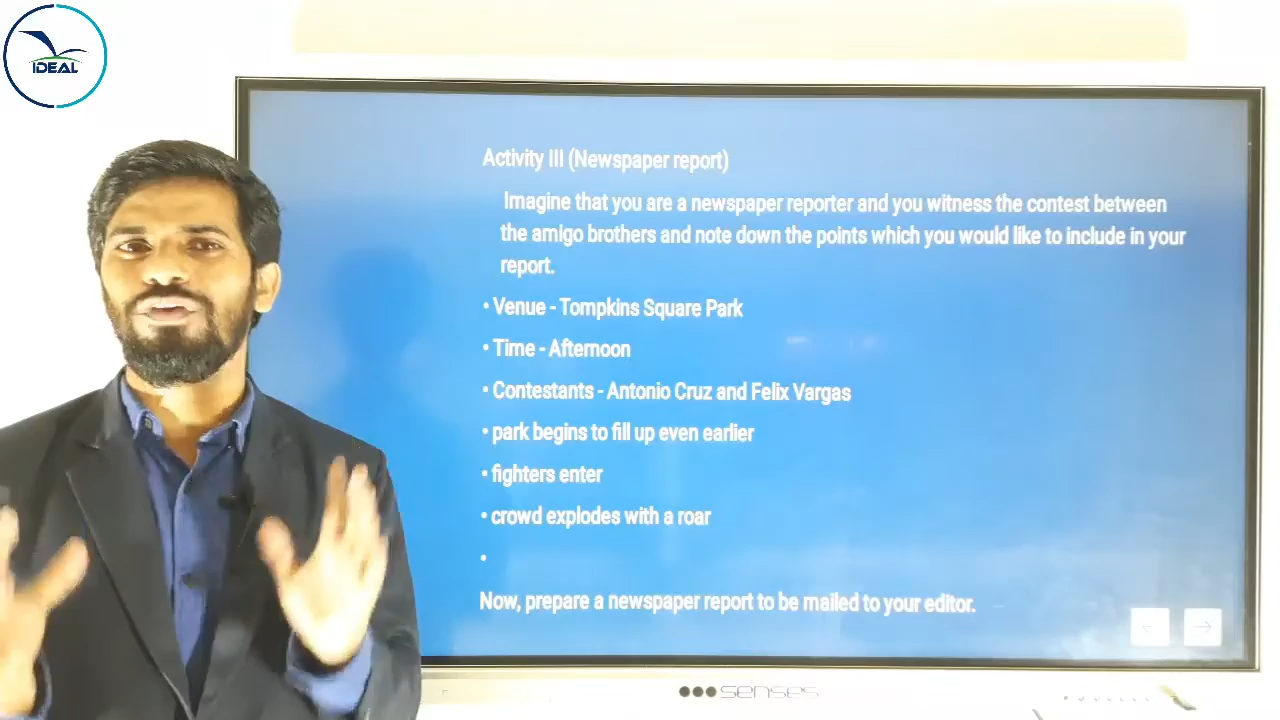 IDEAL
Activity III (Newspaper report)
Imagine that you are a newspaper reporter and you witness the contest between
the amigo brothers and note down the points which you would like to include in your
report.
• Venue - Tompkins Square Park
• Time - Afternoon
• Contestants - Antonio Cruz and Felix Vargas
• park begins to fill up even earlier
• fighters enter
• crowd explodes with a roar
•
Now, prepare a newspaper report to be mailed to your editor.
senses